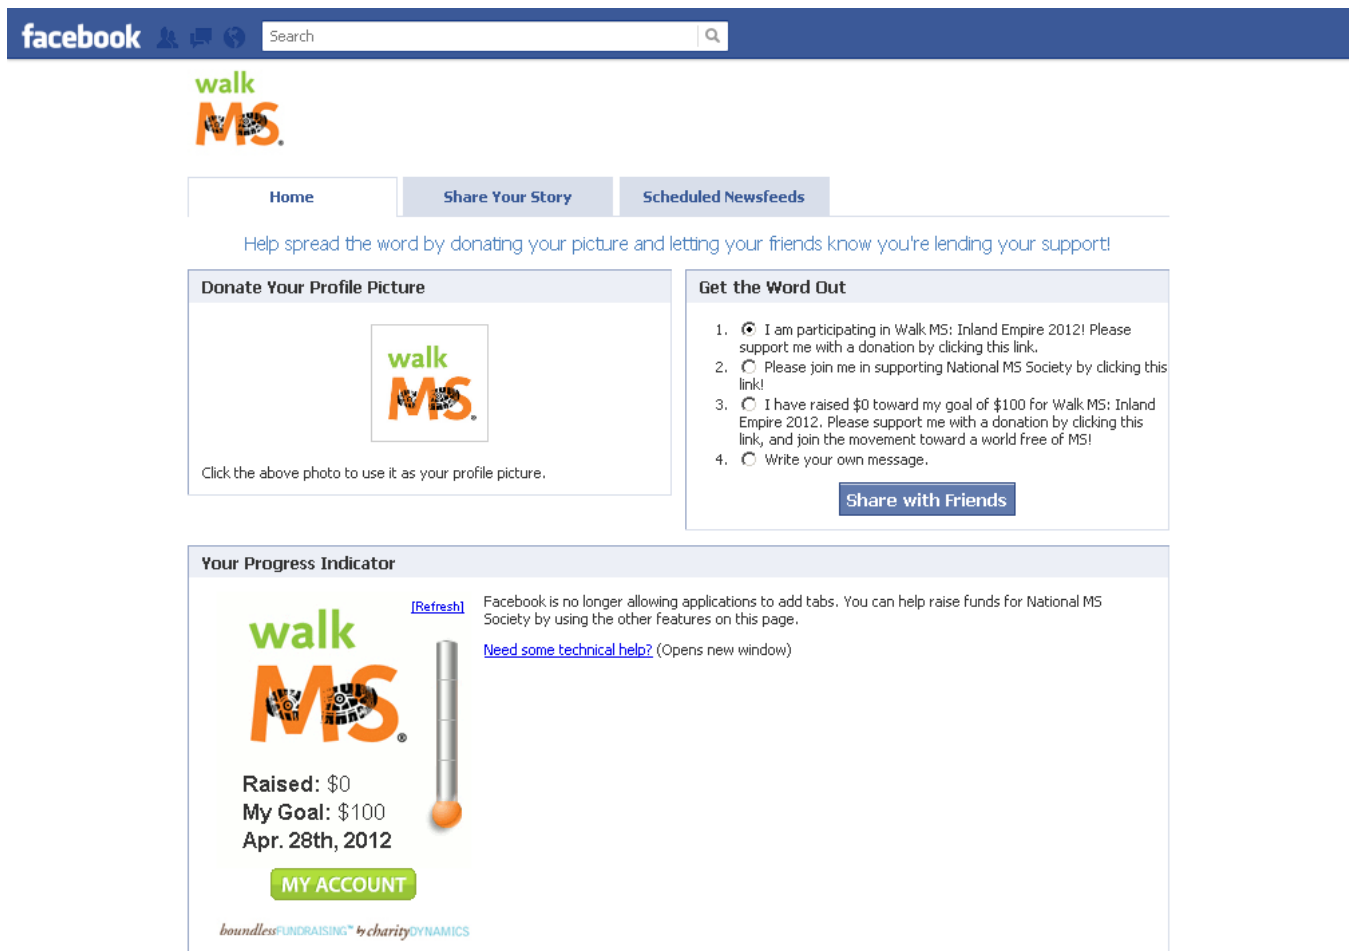 facebook
Search
walk
MS®
Home
Share Your Story
Scheduled Newsfeeds
Help spread the word by donating your picture and letting your friends know you're lending your support!
Donate Your Profile Picture
walk
MS®
Click the above photo to use it as your profile picture.
Get the Word Out
1. I am participating in Walk MS: Inland Empire 2012! Please
support me with a donation by clicking this link.
2. Please join me in supporting National MS Society by clicking this
link!
3. I have raised $0 toward my goal of $100 for Walk MS: Inland
Empire 2012. Please support me with a donation by clicking this
link, and join the movement toward a world free of MS!
4. Write your own message.
Share with Friends
Your Progress Indicator
[Refresh]
walk
MS®
Raised: $0
My Goal: $100
Apr. 28th, 2012
MY ACCOUNT
boundlessFUNDRAISING™ by charityDYNAMICS
Facebook is no longer allowing applications to add tabs. You can help raise funds for National MS
Society by using the other features on this page.
Need some technical help? (Opens new window)